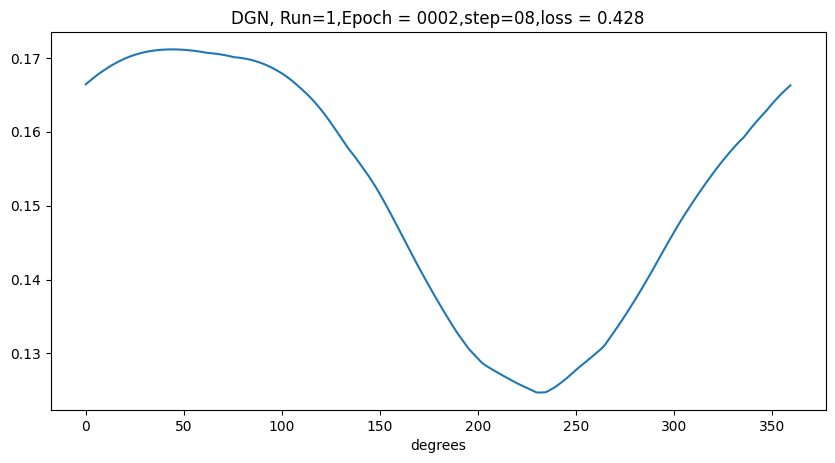 DGN, Run=1,Epoch = 0002,step=08,loss = 0.428
0.17
0.16
0.15
0.14
0.13
0 50 100 150 200 250 300 350
degrees